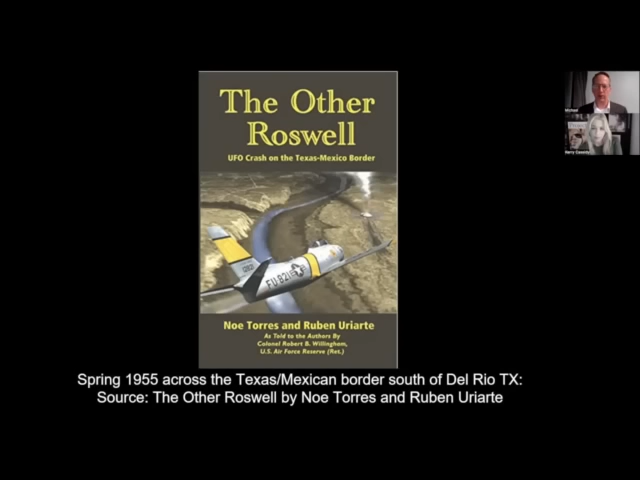 The Other
Roswell
UFO Crash on the Texas-Mexico Border
FU-821
Noe Torres and Ruben Uriarte
As Told to the Authors By
Colonel Robert B. Willingham,
U.S. Air Force Reserve (Ret.)
Spring 1955 across the Texas/Mexican border south of Del Rio TX:
Source: The Other Roswell by Noe Torres and Ruben Uriarte